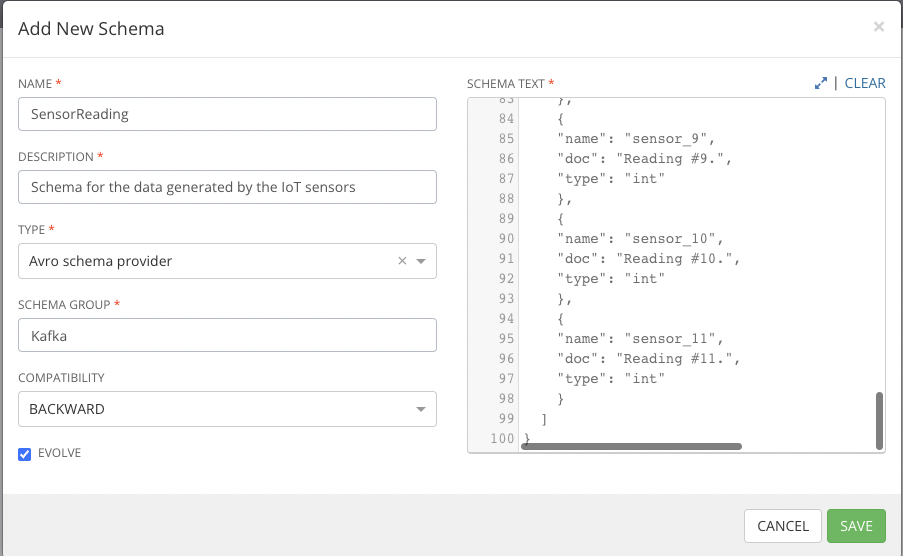 Add New Schema
×
NAME *
SensorReading
DESCRIPTION *
Schema for the data generated by the IoT sensors
TYPE *
Avro schema provider
×
SCHEMA GROUP *
Kafka
COMPATIBILITY
BACKWARD
EVOLVE
SCHEMA TEXT *
| CLEAR
83 },
84 {
85 "name": "sensor_9",
86 "doc": "Reading #9.",
87 "type": "int"
88 },
89 {
90 "name": "sensor_10",
91 "doc": "Reading #10.",
92 "type": "int"
93 },
94 {
95 "name": "sensor_11",
96 "doc": "Reading #11.",
97 "type": "int"
98 }
99 ]
100 }
CANCEL
SAVE